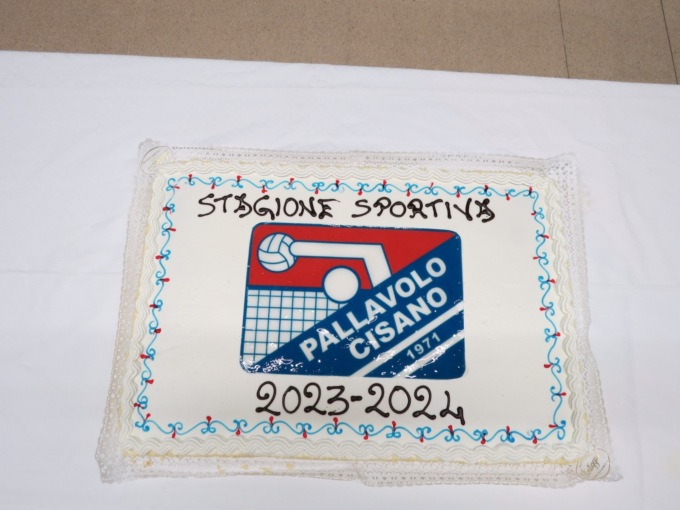 STAGIONE SPORTIVA
PALLAVOLO
CISANO
1971
2023-2024